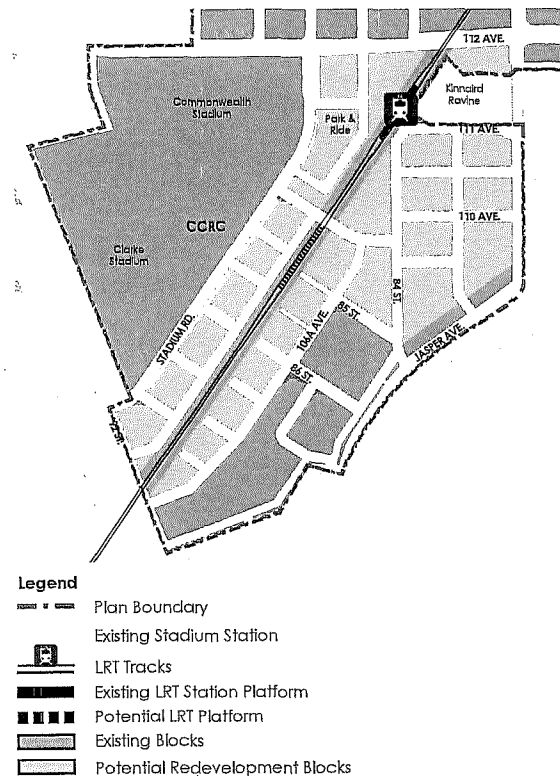 112 AVE.
Commonwealth
Stadium
Kinnaird
Ravine
Park &
Ride
111 AVE.
110 AVE.
CCRC
Clarke
Stadium
84 ST.
85 ST.
STADIUM RD.
106A AVE.
JASPER AVE.
86 ST.
Legend
Plan Boundary
Existing Stadium Station
LRT Tracks
Existing LRT Station Platform
Potential LRT Platform
Existing Blocks
Potential Redevelopment Blocks